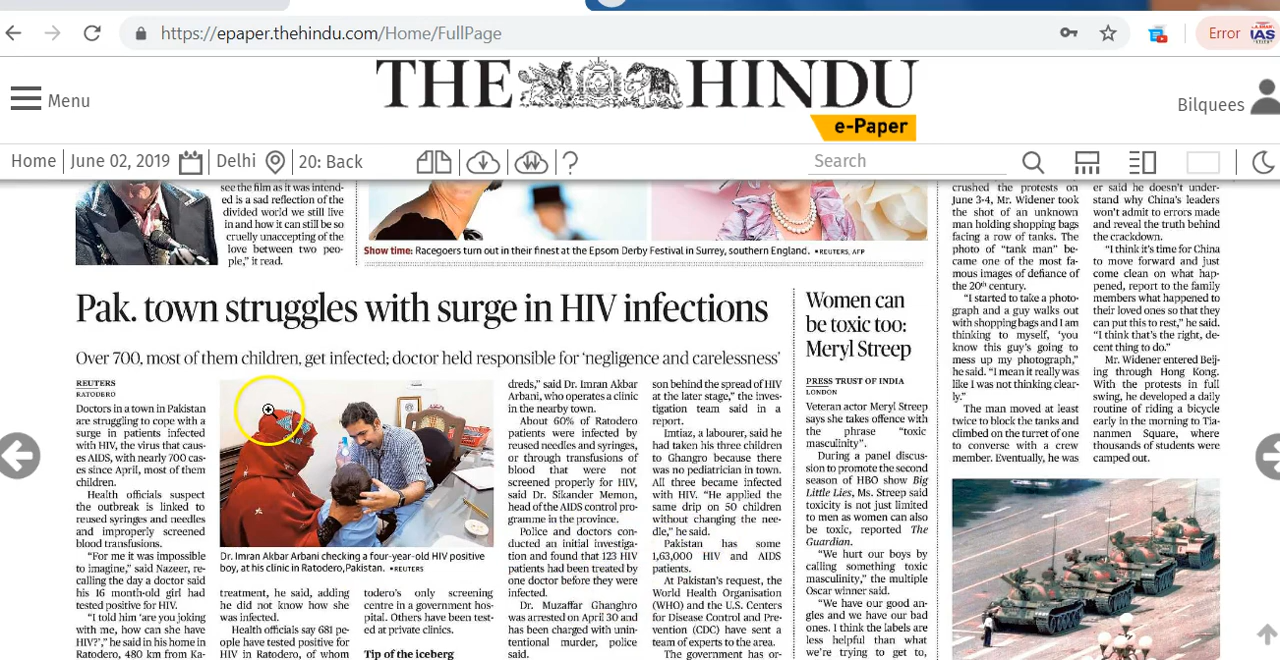 https://epaper.thehindu.com/Home/FullPage
Error
IAS
Menu
THE HINDU
e-Paper
Bilquees
Home
June 02, 2019
Delhi
20: Back
?
Search
see the film as it was intend-
ed is a sad reflection of the
divided world we still live
in and how it can still be so
cruelly unaccepting of the
love between two peo-
ple,” it read.
Show time: Racegoers turn out in their finest at the Epsom Derby Festival in Surrey, southern England. •REUTERS, AFP
Pak. town struggles with surge in HIV infections
Over 700, most of them children, get infected; doctor held responsible for ‘negligence and carelessness’
REUTERS
RATODERO
Doctors in a town in Pakistan
are struggling to cope with a
surge in patients infected
with HIV, the virus that caus-
es AIDS, with nearly 700 cas-
es since April, most of them
children.
Health officials suspect
the outbreak is linked to
reused syringes and needles
and improperly screened
blood transfusions.
“For me it was impossible
to imagine,” said Nazeer, re-
calling the day a doctor said
his 16 month-old girl had
tested positive for HIV.
“I told him ‘are you joking
with me, how can she have
HIV?’,” he said in his home in
Ratodero, 480 km from Ka-
Dr. Imran Akbar Arbani checking a four-year-old HIV positive
boy, at his clinic in Ratodero,Pakistan. •REUTERS
treatment, he said, adding
he did not know how she
was infected.
Health officials say 681 peo-
ple have tested positive for
HIV in Ratodero, of whom
todero’s only screening
centre in a government hos-
pital. Others have been test-
ed at private clinics.
Tip of the iceberg
dreds,” said Dr. Imran Akbar
Arbani, who operates a clinic
in the nearby town.
About 60% of Ratodero
patients were infected by
reused needles and syringes,
or through transfusions of
blood that were not
screened properly for HIV,
said Dr. Sikander Memon,
head of the AIDS control pro-
gramme in the province.
Police and doctors con-
ducted an initial investiga-
tion and found that 123 HIV
patients had been treated by
one doctor before they were
infected.
Dr. Muzaffar Ghanghro
was arrested on April 30 and
has been charged with unin-
tentional murder, police
said.
son behind the spread of HIV
at the later stage,” the inves-
tigation team said in a
report.
Imtiaz, a labourer, said he
had taken his three children
to Ghangro because there
was no pediatrician in town.
All three became infected
with HIV. “He applied the
same drip on 50 children
without changing the nee-
dle,” he said.
Pakistan has some
1,63,000 HIV and AIDS
patients.
At Pakistan’s request, the
World Health Organisation
(WHO) and the U.S. Centers
for Disease Control and Pre-
vention (CDC) have sent a
team of experts to the area.
The government has or-
Women can
be toxic too:
Meryl Streep
PRESS TRUST OF INDIA
LONDON
Veteran actor Meryl Streep
says she takes offence with
the phrase “toxic
masculinity”.
During a panel discus-
sion to promote the second
season of HBO show Big
Little Lies, Ms. Streep said
toxicity is not just limited
to men as women can also
be toxic, reported The
Guardian.
“We hurt our boys by
calling something toxic
masculinity,” the multiple
Oscar winner said.
“We have our good an-
gles and we have our bad
ones. I think the labels are
less helpful than what
we’re trying to get to,
crushed the protests on
June 3-4, Mr. Widener took
the shot of an unknown
man holding shopping bags
facing a row of tanks. The
photo of “tank man” be-
came one of the most fa-
mous images of defiance of
the 20th century.
“I started to take a photo-
graph and a guy walks out
with shopping bags and I am
thinking to myself, ‘you
know this guy’s going to
mess up my photograph,”
he said. “I mean it really was
like I was not thinking clear-
ly.”
The man moved at least
twice to block the tanks and
climbed on the turret of one
to converse with a crew
member. Eventually, he was
er said he doesn’t under-
stand why China’s leaders
won’t admit to errors made
and reveal the truth behind
the crackdown.
“I think it’s time for China
to move forward and just
come clean on what hap-
pened, report to the family
members what happened to
their loved ones so that they
can put this to rest,” he said.
“I think that’s the right, de-
cent thing to do.”
Mr. Widener entered Beij-
ing through Hong Kong.
With the protests in full
swing, he developed a daily
routine of riding a bicycle
early in the morning to Tia-
nanmen Square, where
thousands of students were
camped out.